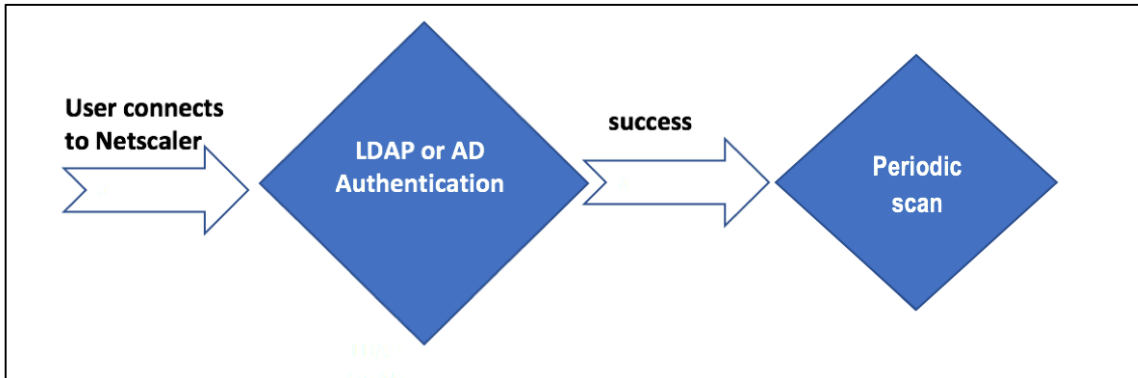 User connects
to Netscaler
LDAP or AD
Authentication
success
Periodic
scan